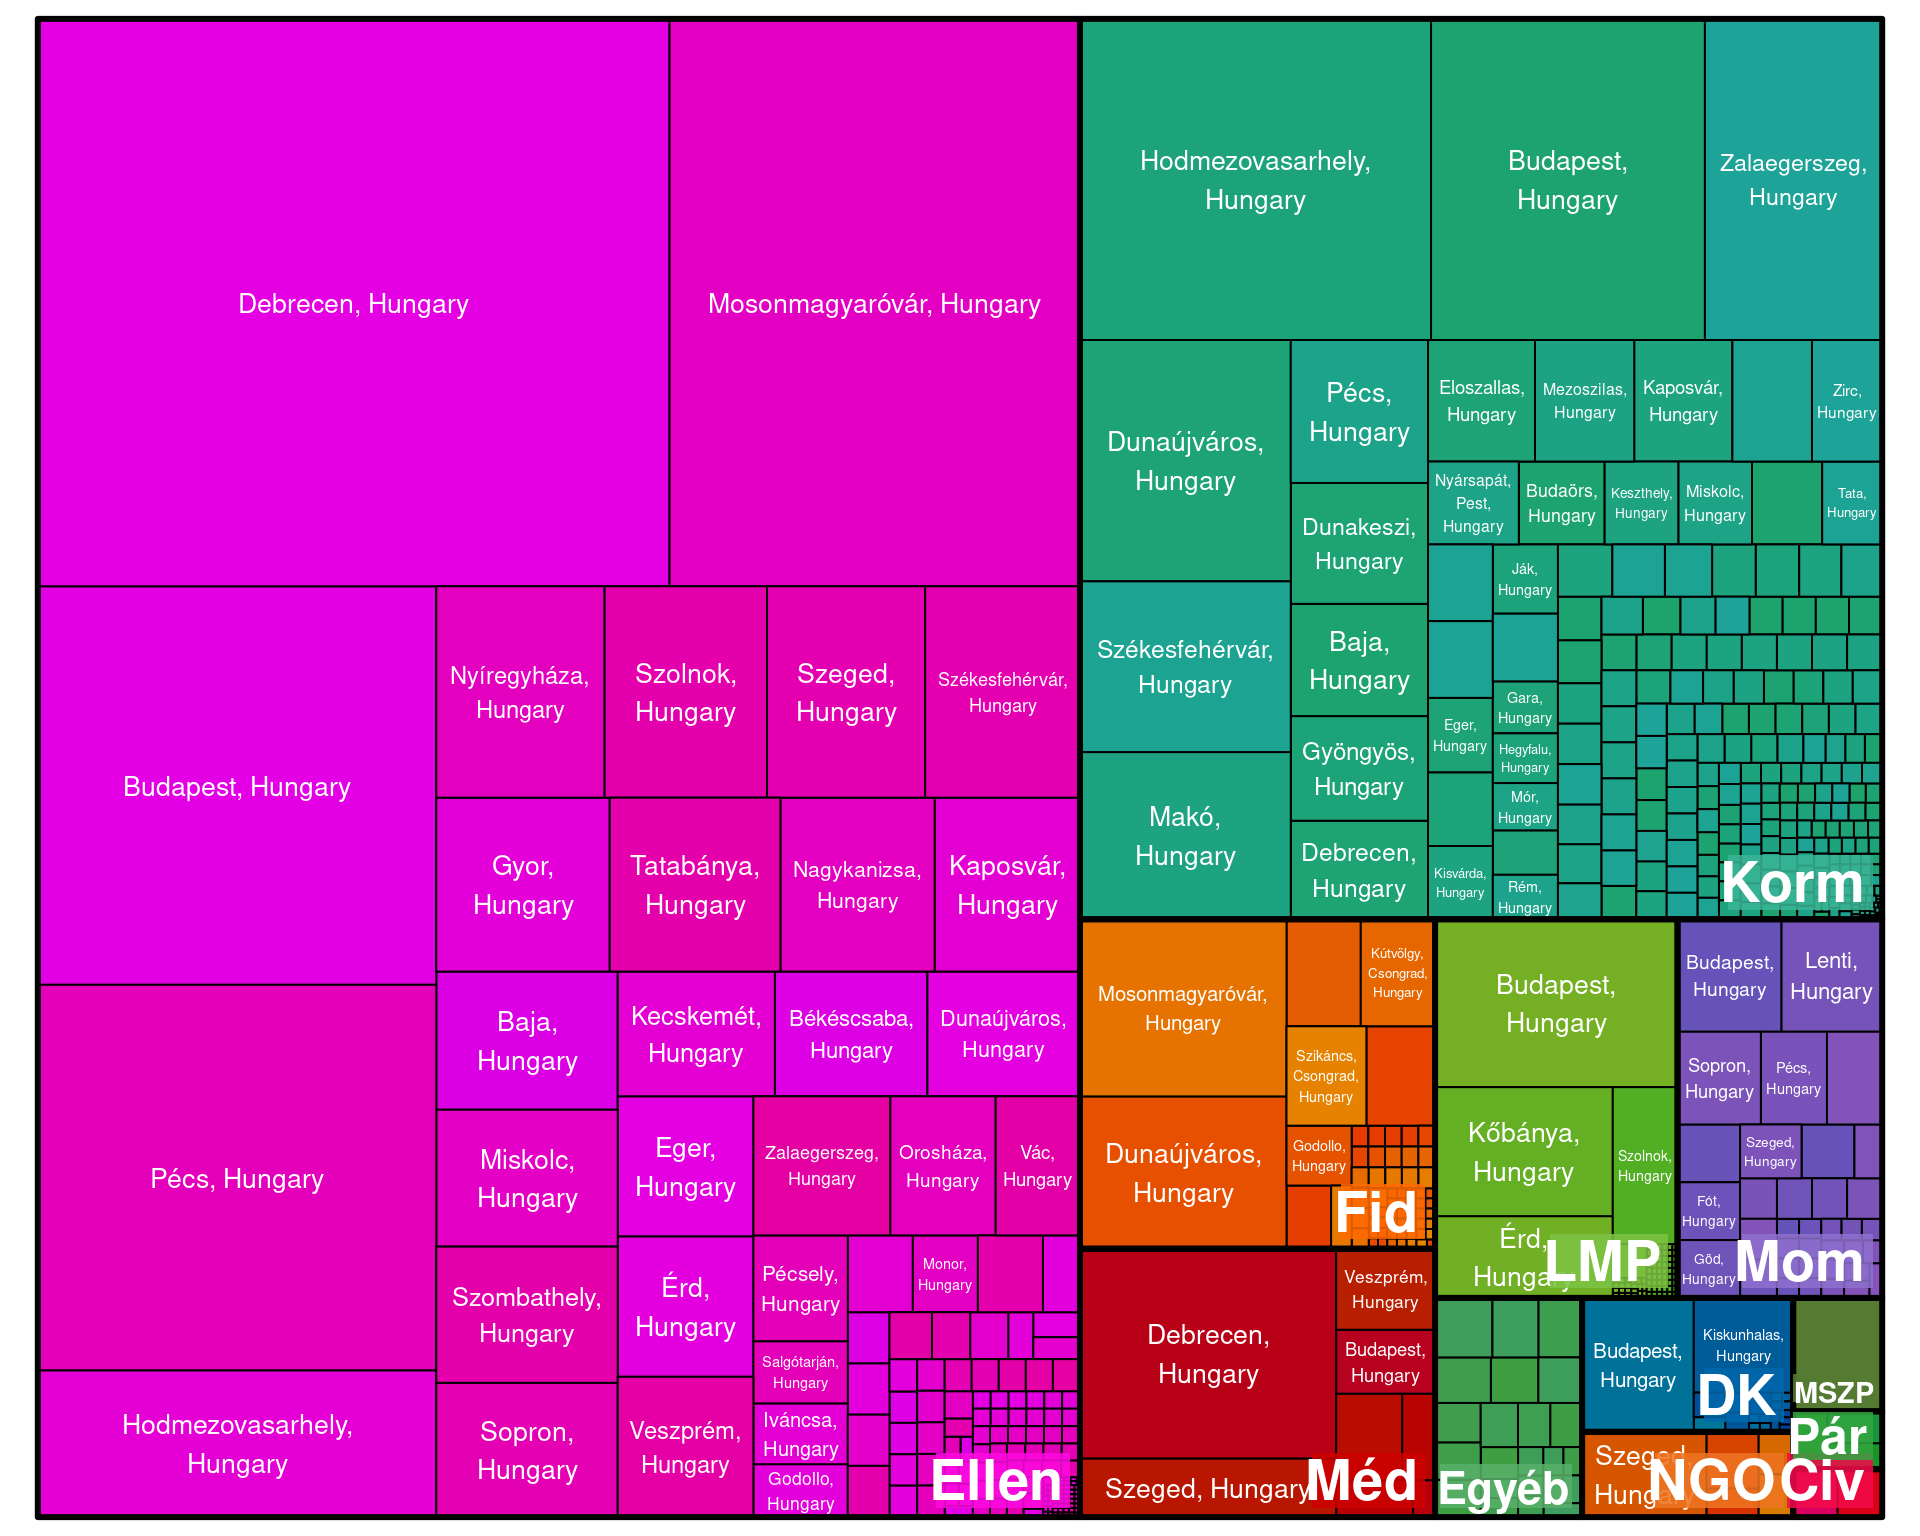 Debrecen, Hungary
Mosonmagyaróvár, Hungary
Budapest, Hungary
Pécs, Hungary
Hodmezovasarhely,
Hungary
Nyíregyháza,
Hungary
Szolnok,
Hungary
Szeged,
Hungary
Székesfehérvár,
Hungary
Gyor,
Hungary
Tatabánya,
Hungary
Nagykanizsa,
Hungary
Kaposvár,
Hungary
Baja,
Hungary
Kecskemét,
Hungary
Békéscsaba,
Hungary
Dunaújváros,
Hungary
Miskolc,
Hungary
Eger,
Hungary
Zalaegerszeg,
Hungary
Orosháza,
Hungary
Vác,
Hungary
Szombathely,
Hungary
Érd,
Hungary
Pécsely,
Hungary
Monor,
Hungary
Salgótarján,
Hungary
Sopron,
Hungary
Veszprém,
Hungary
Iváncsa,
Hungary
Godollo,
Hungary
Ellen
Hodmezovasarhely,
Hungary
Budapest,
Hungary
Zalaegerszeg,
Hungary
Dunaújváros,
Hungary
Székesfehérvár,
Hungary
Makó,
Hungary
Pécs,
Hungary
Dunakeszi,
Hungary
Baja,
Hungary
Gyöngyös,
Hungary
Debrecen,
Hungary
Eloszallas,
Hungary
Mezoszilas,
Hungary
Kaposvár,
Hungary
Zirc,
Hungary
Nyársapát,
Pest,
Hungary
Budaörs,
Hungary
Keszthely,
Hungary
Miskolc,
Hungary
Tata,
Hungary
Ják,
Hungary
Gara,
Hungary
Eger,
Hungary
Hegyfalu,
Hungary
Mór,
Hungary
Kisvárda,
Hungary
Rém,
Hungary
Korm
Mosonmagyaróvár,
Hungary
Dunaújváros,
Hungary
Kútvölgy,
Csongrad,
Hungary
Szikáncs,
Csongrad,
Hungary
Godollo,
Hungary
Fid
Debrecen,
Hungary
Veszprém,
Hungary
Budapest,
Hungary
Szeged, Hungary
Méd
Budapest,
Hungary
Kőbánya,
Hungary
Szolnok,
Hungary
Érd,
Hungary
LMP
Budapest,
Hungary
Lenti,
Hungary
Sopron,
Hungary
Pécs,
Hungary
Szeged,
Hungary
Fót,
Hungary
Göd,
Hungary
Mom
Egyéb
Budapest,
Hungary
Kiskunhalas,
Hungary
DK
MSZP
Pár
Szeged,
Hungary
NGO
Civ